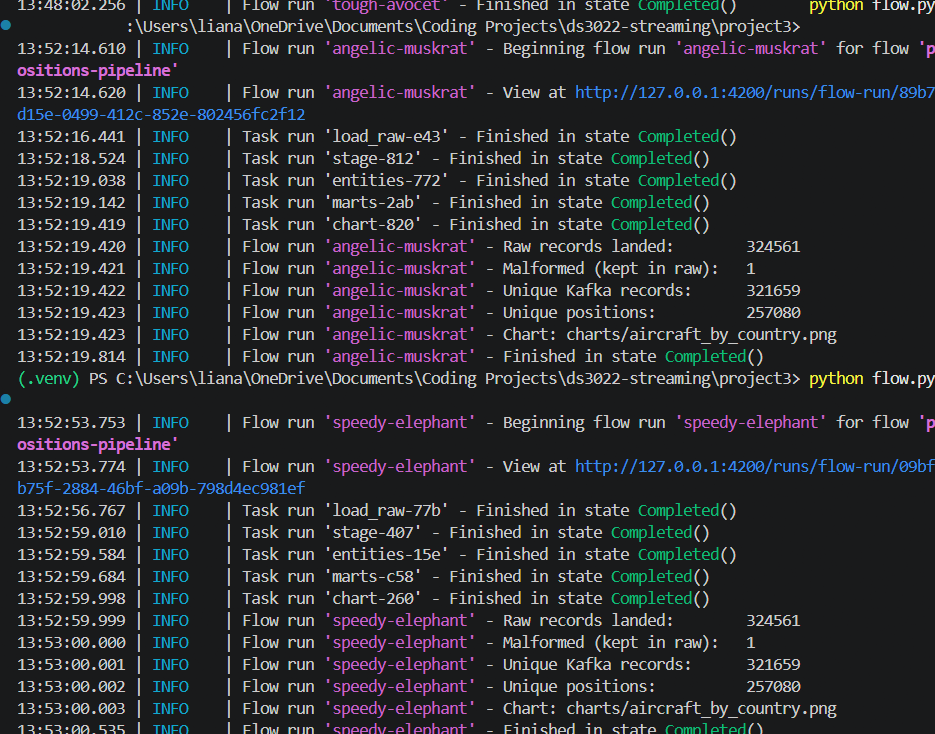 13:48:02.256 | INFO    | Flow run 'tough-avocet' - Finished in state Completed()        python flow.py
:\Users\liana\OneDrive\Documents\Coding Projects\ds3022-streaming\project3>
13:52:14.610 | INFO    | Flow run 'angelic-muskrat' - Beginning flow run 'angelic-muskrat' for flow 'p
ositions-pipeline'
13:52:14.620 | INFO    | Flow run 'angelic-muskrat' - View at http://127.0.0.1:4200/runs/flow-run/89b7
d15e-0499-412c-852e-802456fc2f12
13:52:16.441 | INFO    | Task run 'load_raw-e43' - Finished in state Completed()
13:52:18.524 | INFO    | Task run 'stage-812' - Finished in state Completed()
13:52:19.038 | INFO    | Task run 'entities-772' - Finished in state Completed()
13:52:19.142 | INFO    | Task run 'marts-2ab' - Finished in state Completed()
13:52:19.419 | INFO    | Task run 'chart-820' - Finished in state Completed()
13:52:19.420 | INFO    | Flow run 'angelic-muskrat' - Raw records landed:        324561
13:52:19.421 | INFO    | Flow run 'angelic-muskrat' - Malformed (kept in raw):   1
13:52:19.422 | INFO    | Flow run 'angelic-muskrat' - Unique Kafka records:      321659
13:52:19.423 | INFO    | Flow run 'angelic-muskrat' - Unique positions:          257080
13:52:19.423 | INFO    | Flow run 'angelic-muskrat' - Chart: charts/aircraft_by_country.png
13:52:19.814 | INFO    | Flow run 'angelic-muskrat' - Finished in state Completed()
(.venv) PS C:\Users\liana\OneDrive\Documents\Coding Projects\ds3022-streaming\project3> python flow.py
13:52:53.753 | INFO    | Flow run 'speedy-elephant' - Beginning flow run 'speedy-elephant' for flow 'p
ositions-pipeline'
13:52:53.774 | INFO    | Flow run 'speedy-elephant' - View at http://127.0.0.1:4200/runs/flow-run/09bf
b75f-2884-46bf-a09b-798d4ec981ef
13:52:56.767 | INFO    | Task run 'load_raw-77b' - Finished in state Completed()
13:52:59.010 | INFO    | Task run 'stage-407' - Finished in state Completed()
13:52:59.584 | INFO    | Task run 'entities-15e' - Finished in state Completed()
13:52:59.684 | INFO    | Task run 'marts-c58' - Finished in state Completed()
13:52:59.998 | INFO    | Task run 'chart-260' - Finished in state Completed()
13:52:59.999 | INFO    | Flow run 'speedy-elephant' - Raw records landed:        324561
13:53:00.000 | INFO    | Flow run 'speedy-elephant' - Malformed (kept in raw):   1
13:53:00.001 | INFO    | Flow run 'speedy-elephant' - Unique Kafka records:      321659
13:53:00.002 | INFO    | Flow run 'speedy-elephant' - Unique positions:          257080
13:53:00.003 | INFO    | Flow run 'speedy-elephant' - Chart: charts/aircraft_by_country.png
13:53:00.535 | INFO    | Flow run 'speedy-elephant' - Finished in state Completed()